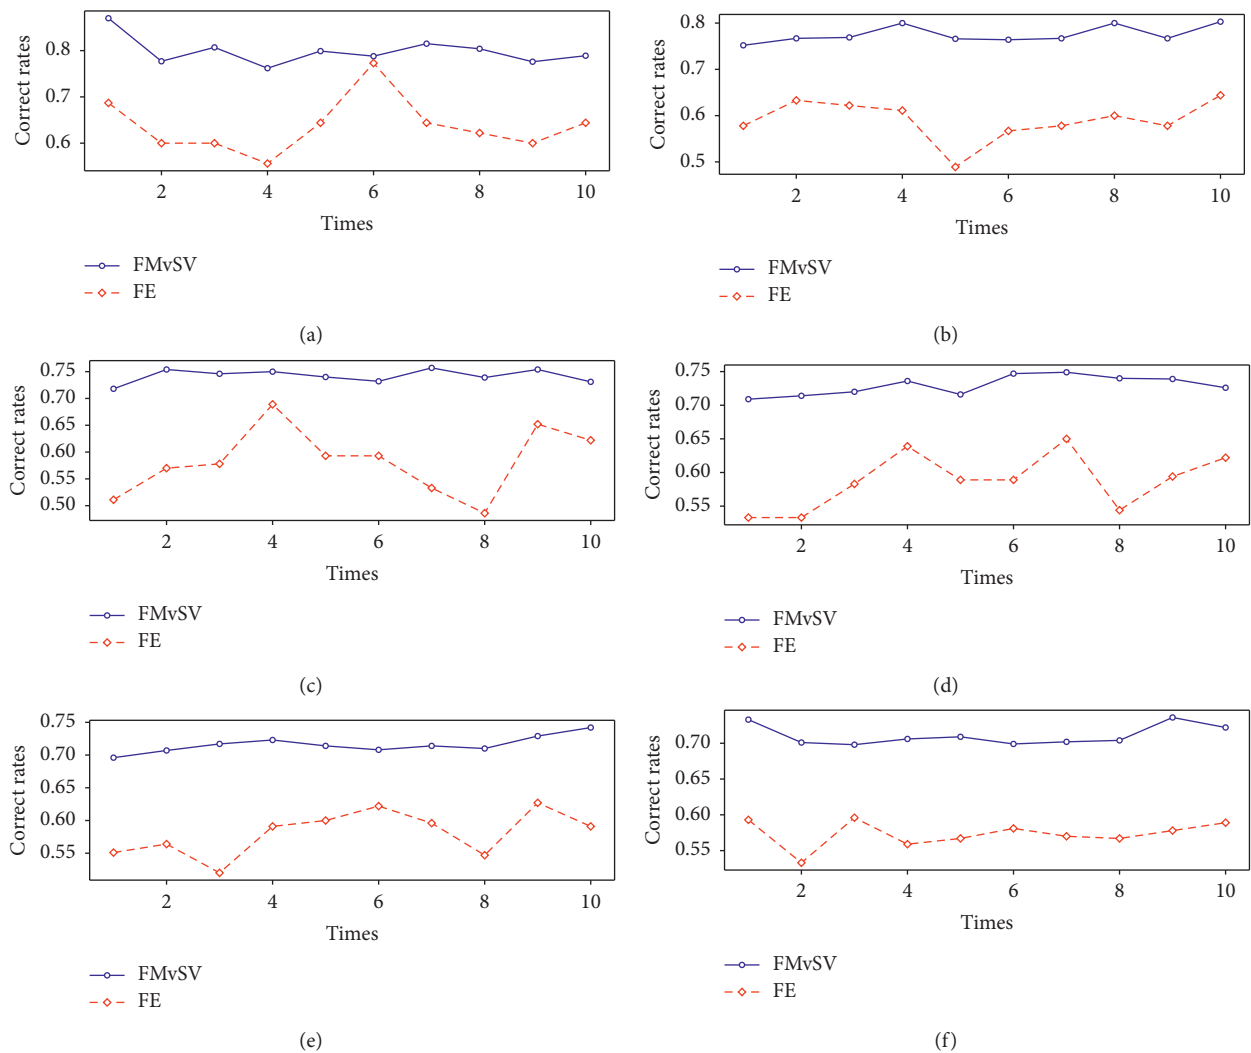 0.8
0.7
0.6
Correct rates
2 4 6 8 10
Times
FMvSV
FE
(a)
0.8
0.7
0.6
0.5
Correct rates
2 4 6 8 10
Times
FMvSV
FE
(b)
0.75
0.70
0.65
0.60
0.55
0.50
Correct rates
2 4 6 8 10
Times
FMvSV
FE
(c)
0.75
0.70
0.65
0.60
0.55
Correct rates
2 4 6 8 10
Times
FMvSV
FE
(d)
0.75
0.70
0.65
0.60
0.55
Correct rates
2 4 6 8 10
Times
FMvSV
FE
(e)
0.70
0.65
0.60
0.55
Correct rates
2 4 6 8 10
Times
FMvSV
FE
(f)